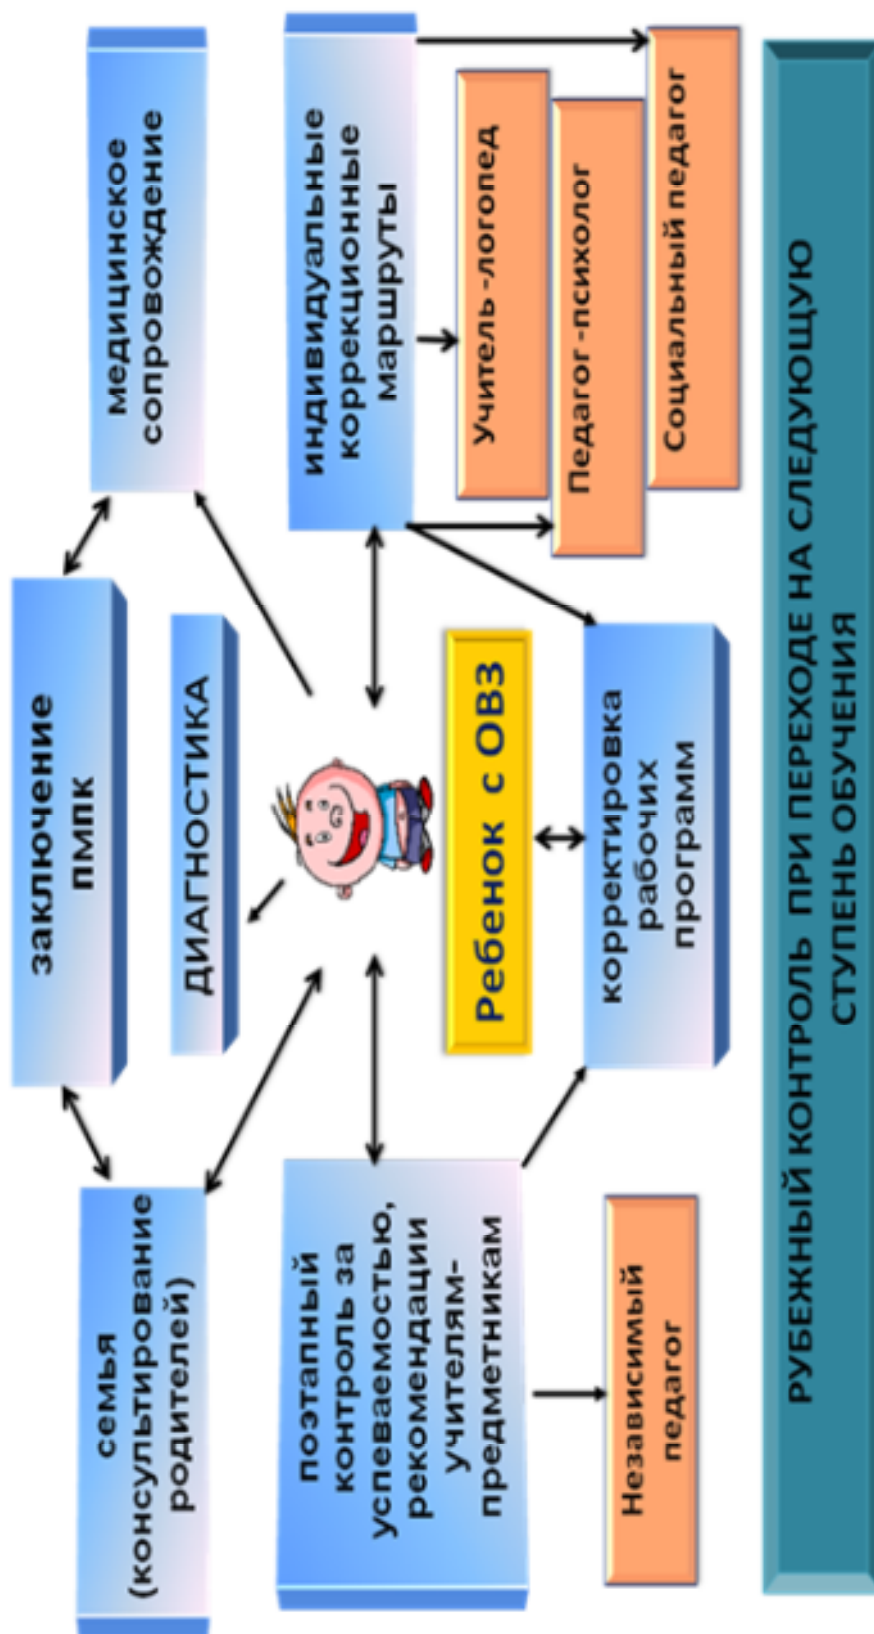 заключение
ПМПК
семья
(консультирование
родителей)
медицинское
сопровождение
ДИАГНОСТИКА
поэтапный
контроль за
успеваемостью,
рекомендации
учителям-
предметникам
индивидуальные
коррекционные
маршруты
Ребенок с ОВЗ
Учитель -логопед
Педагог -психолог
Социальный педагог
корректировка
рабочих
программ
Независимый
педагог
РУБЕЖНЫЙ КОНТРОЛЬ ПРИ ПЕРЕХОДЕ НА СЛЕДУЮЩУЮ
СТУПЕНЬ ОБУЧЕНИЯ